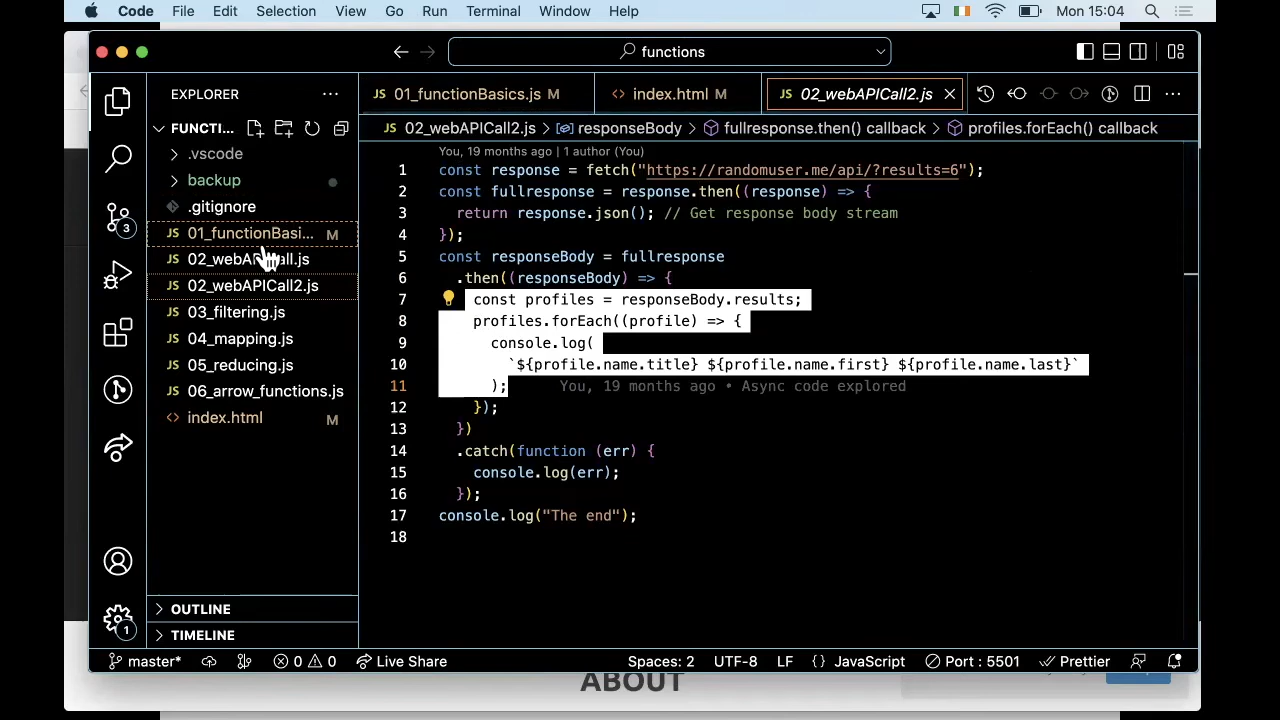 Code File Edit Selection View Go Run Terminal Window Help Mon 15:04
functions
EXPLORER
FUNCTI...
.vscode
backup
.gitignore
01_functionBasi... M
02_webAPICall.js
02_webAPICall2.js
03_filtering.js
04_mapping.js
05_reducing.js
06_arrow_functions.js
index.html M
OUTLINE
TIMELINE
3
1
JS 01_functionBasics.js M <> index.html M JS 02_webAPICall2.js
JS 02_webAPICall2.js > responseBody > fullresponse.then() callback > profiles.forEach() callback
You, 19 months ago | 1 author (You)
1 const response = fetch("https://randomuser.me/api/?results=6");
2 const fullresponse = response.then((response) => {
3 return response.json(); // Get response body stream
4 });
5 const responseBody = fullresponse
6 .then((responseBody) => {
7 const profiles = responseBody.results;
8 profiles.forEach((profile) => {
9 console.log(
10 `${profile.name.title} ${profile.name.first} ${profile.name.last}`
11 ); You, 19 months ago • Async code explored
12 });
13 })
14 .catch(function (err) {
15 console.log(err);
16 });
17 console.log("The end");
18
master* 0 0 Live Share Spaces: 2 UTF-8 LF {} JavaScript Port : 5501 Prettier
ABOUT